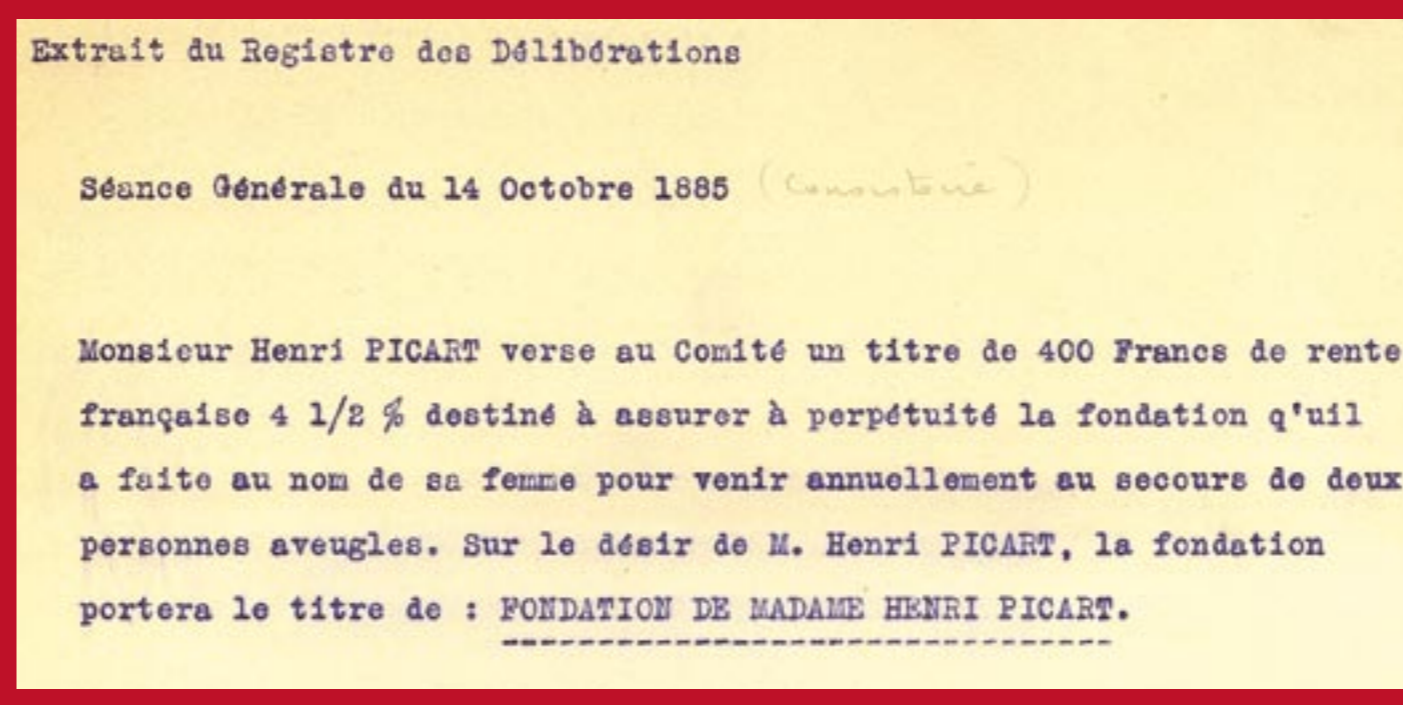 Extrait du Registre des Délibérations
Séance Générale du 14 Octobre 1885 (Consistoire)
Monsieur Henri PICART verse au Comité un titre de 400 Francs de rente
française 4 1/2 % destiné à assurer à perpétuité la fondation q'uil
a faite au nom de sa femme pour venir annuellement au secours de deux
personnes aveugles. Sur le désir de M. Henri PICART, la fondation
portera le titre de : FONDATION DE MADAME HENRI PICART.